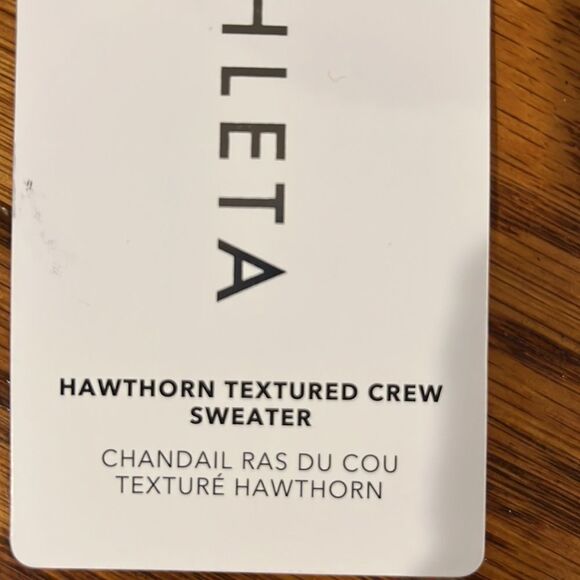 HLETA
HAWTHORN TEXTURED CREW
SWEATER
CHANDAIL RAS DU COU
TEXTURÉ HAWTHORN